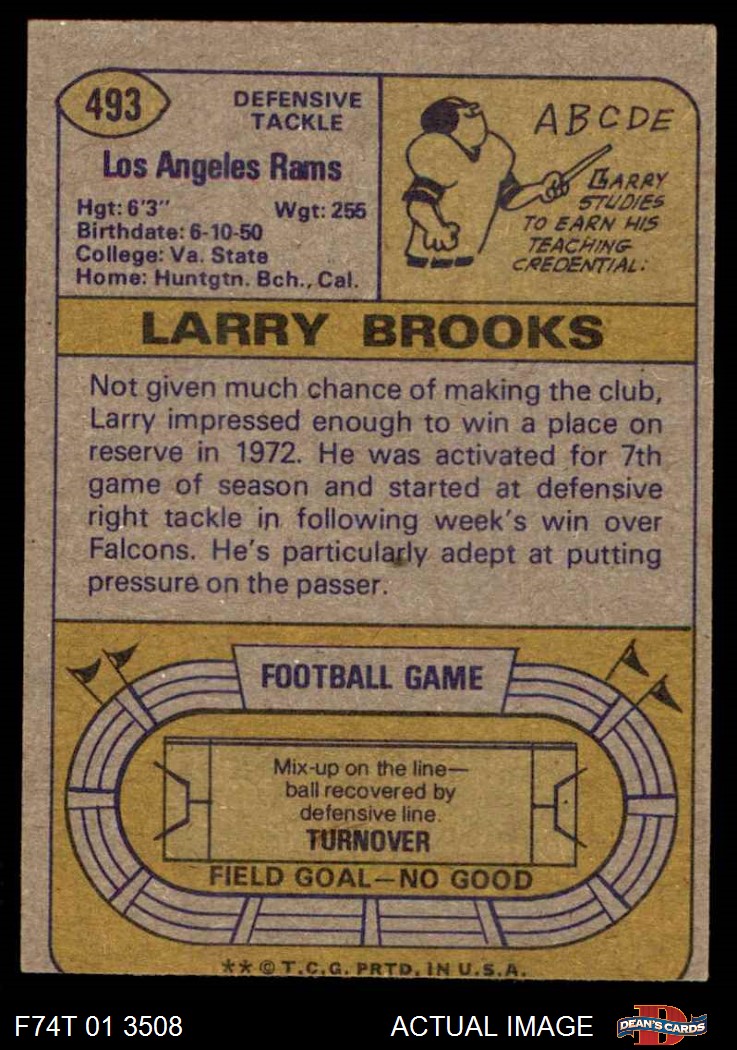 493
DEFENSIVE
TACKLE
Los Angeles Rams
Hgt: 6'3" Wgt: 255
Birthdate: 6-10-50
College: Va. State
Home: Huntgtn. Bch., Cal.
ABCDE
LARRY
STUDIES
TO EARN HIS
TEACHING
CREDENTIAL.
LARRY BROOKS
Not given much chance of making the club,
Larry impressed enough to win a place on
reserve in 1972. He was activated for 7th
game of season and started at defensive
right tackle in following week's win over
Falcons. He's particularly adept at putting
pressure on the passer.
FOOTBALL GAME
Mix-up on the line—
ball recovered by
defensive line.
TURNOVER
FIELD GOAL—NO GOOD
** © T.C.G. PRTD. IN U.S.A.
F74T 01 3508 ACTUAL IMAGE
D
DEAN'S CARDS